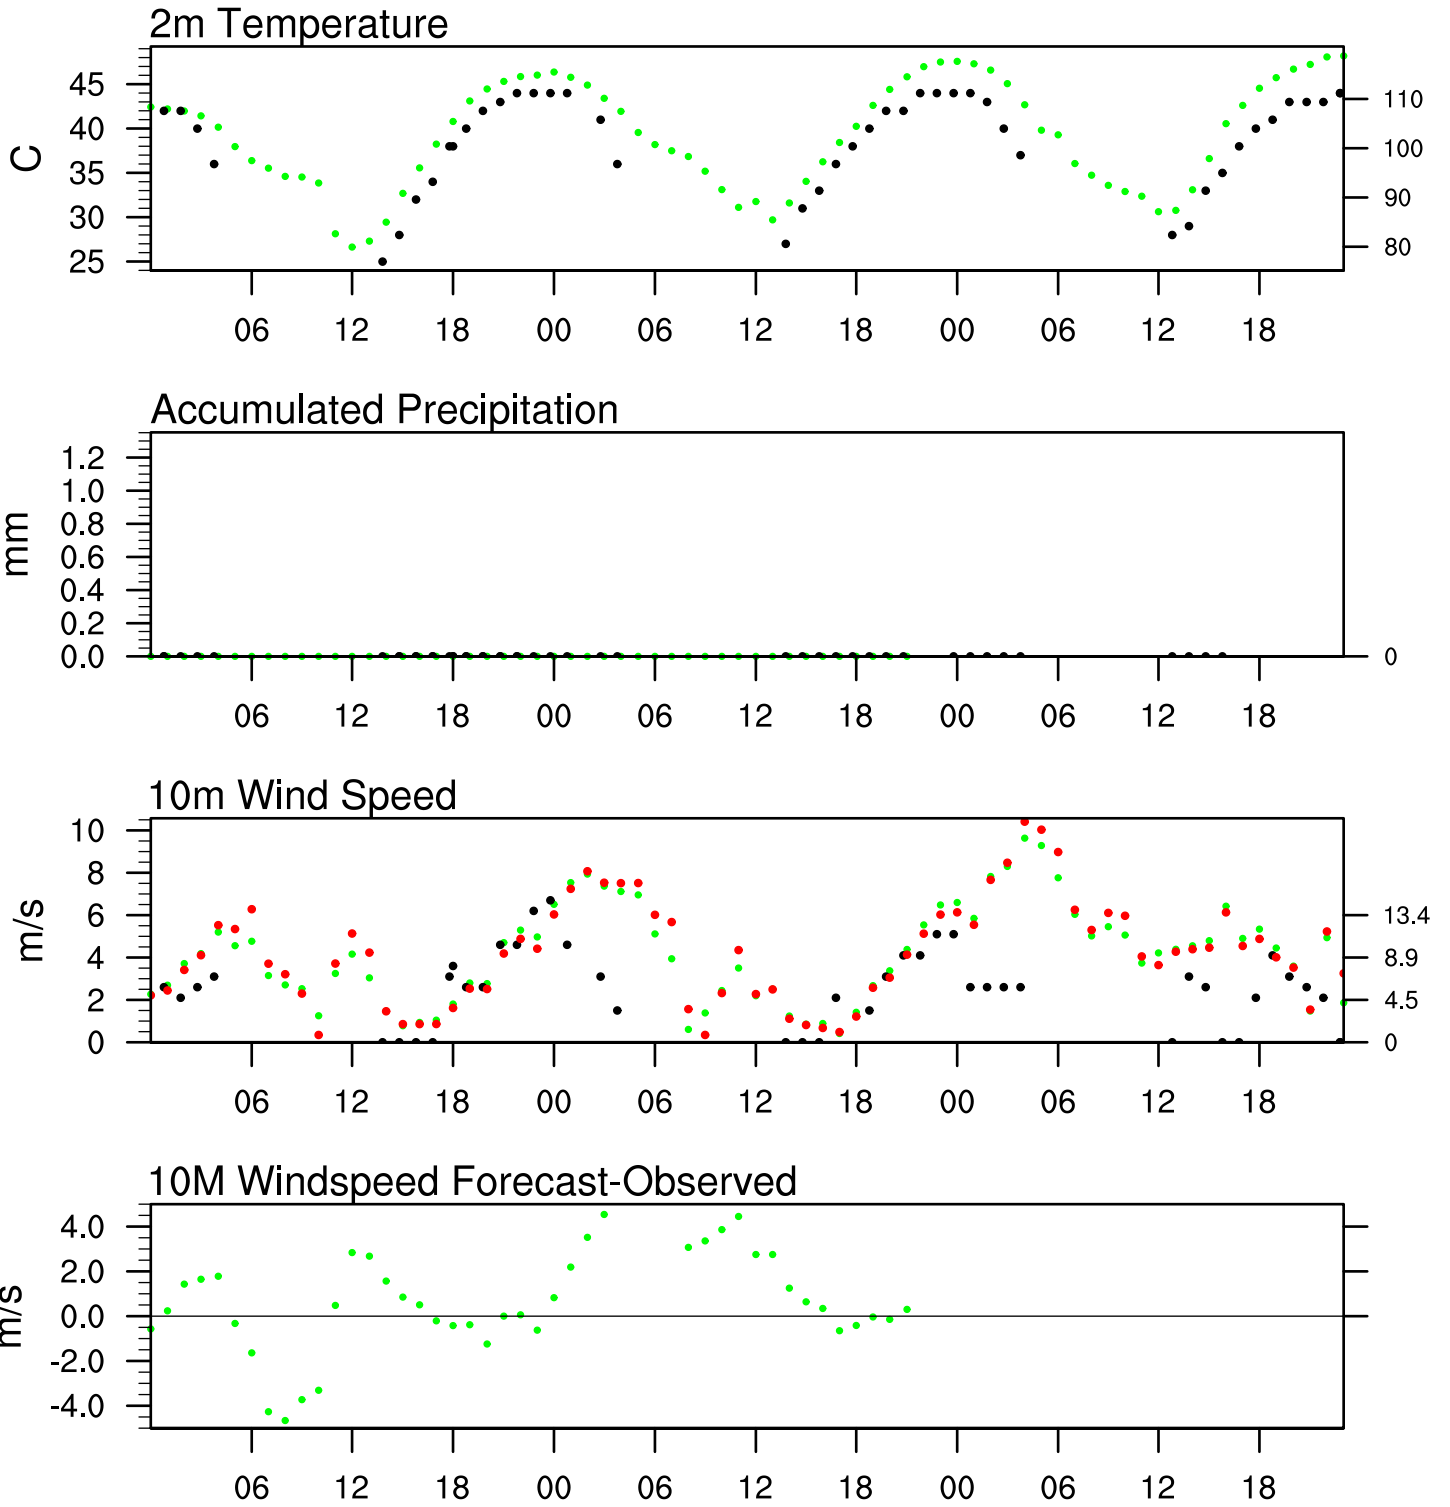 2m Temperature
C
45
40
35
30
25
110
100
90
80
06 12 18 00 06 12 18 00 06 12 18
Accumulated Precipitation
mm
1.2
1.0
0.8
0.6
0.4
0.2
0.0
0
06 12 18 00 06 12 18 00 06 12 18
10m Wind Speed
m/s
10
8
6
4
2
0
13.4
8.9
4.5
0
06 12 18 00 06 12 18 00 06 12 18
10M Windspeed Forecast-Observed
m/s
4.0
2.0
0.0
-2.0
-4.0
06 12 18 00 06 12 18 00 06 12 18